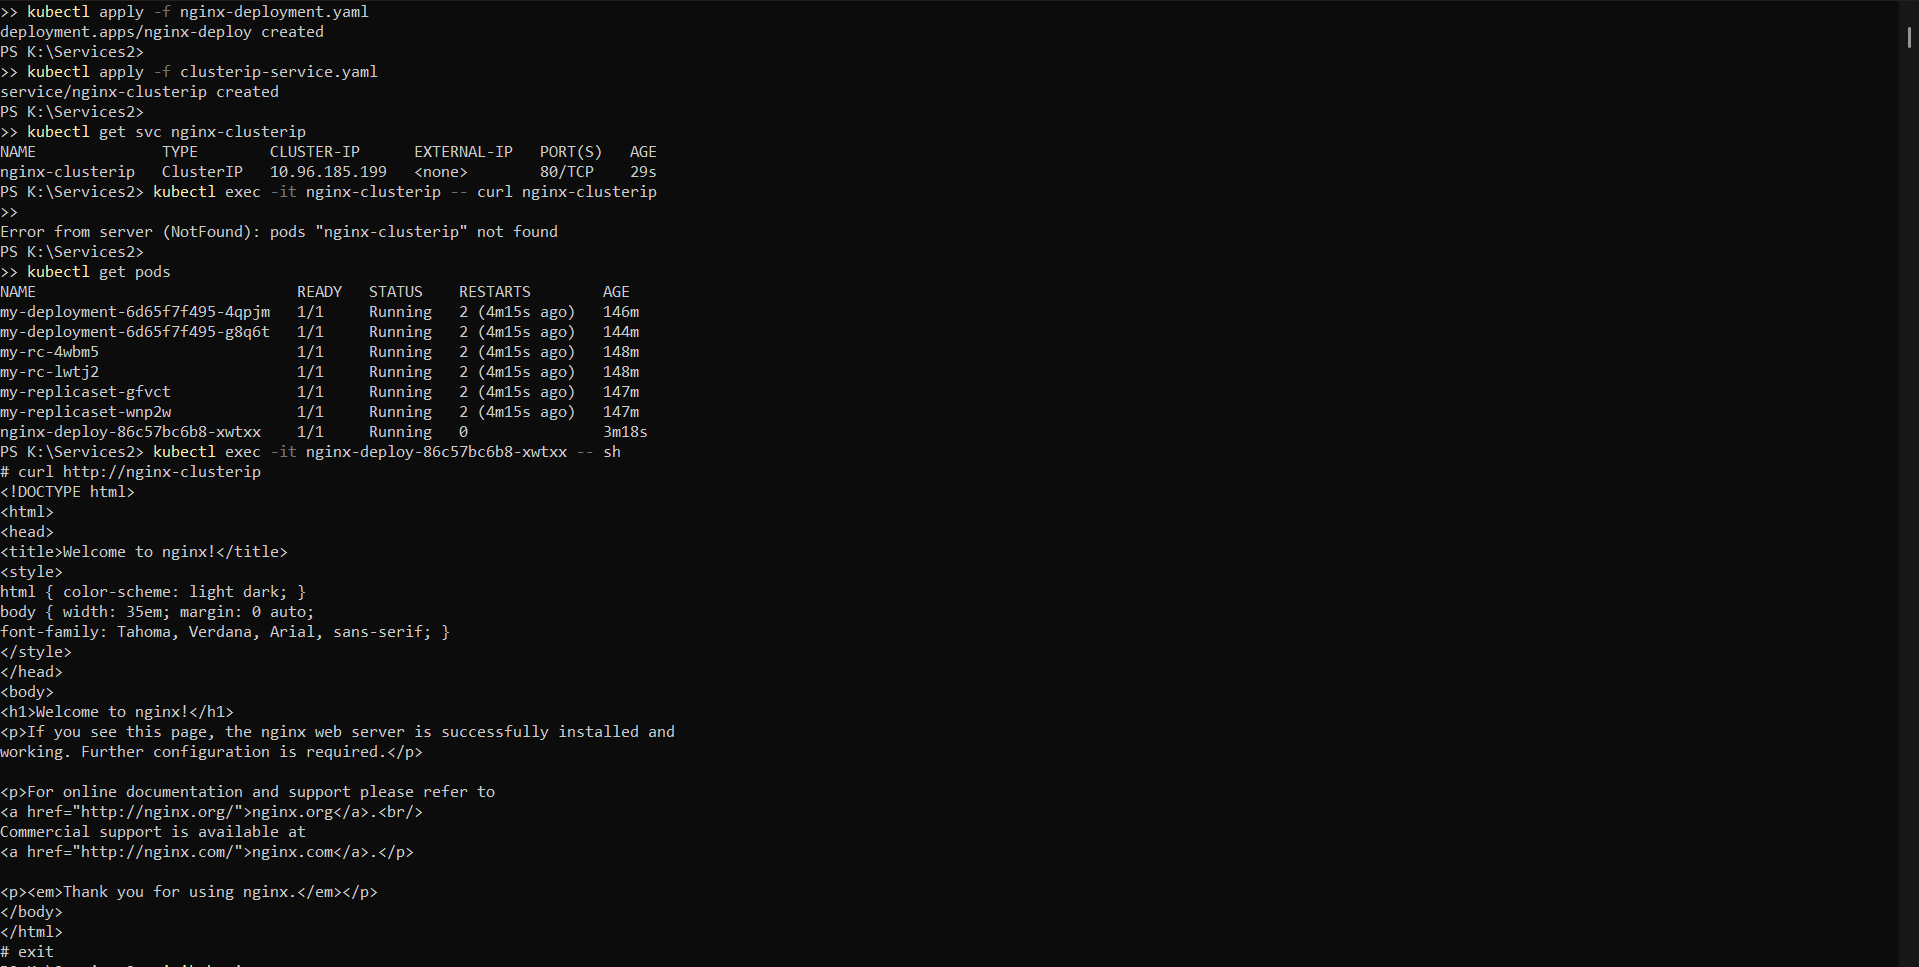 >> kubectl apply -f nginx-deployment.yaml
deployment.apps/nginx-deploy created
PS K:\Services2>
>> kubectl apply -f clusterip-service.yaml
service/nginx-clusterip created
PS K:\Services2>
>> kubectl get svc nginx-clusterip
NAME              TYPE        CLUSTER-IP      EXTERNAL-IP   PORT(S)   AGE
nginx-clusterip   ClusterIP   10.96.185.199   <none>        80/TCP    29s
PS K:\Services2> kubectl exec -it nginx-clusterip -- curl nginx-clusterip
>>
Error from server (NotFound): pods "nginx-clusterip" not found
PS K:\Services2>
>> kubectl get pods
NAME                             READY   STATUS    RESTARTS        AGE
my-deployment-6d65f7f495-4qpjm   1/1     Running   2 (4m15s ago)   146m
my-deployment-6d65f7f495-g8q6t   1/1     Running   2 (4m15s ago)   144m
my-rc-4wbm5                      1/1     Running   2 (4m15s ago)   148m
my-rc-lwtj2                      1/1     Running   2 (4m15s ago)   148m
my-replicaset-gfvct              1/1     Running   2 (4m15s ago)   147m
my-replicaset-wnp2w              1/1     Running   2 (4m15s ago)   147m
nginx-deploy-86c57bc6b8-xwtxx    1/1     Running   0               3m18s
PS K:\Services2> kubectl exec -it nginx-deploy-86c57bc6b8-xwtxx -- sh
# curl http://nginx-clusterip
<!DOCTYPE html>
<html>
<head>
<title>Welcome to nginx!</title>
<style>
html { color-scheme: light dark; }
body { width: 35em; margin: 0 auto;
font-family: Tahoma, Verdana, Arial, sans-serif; }
</style>
</head>
<body>
<h1>Welcome to nginx!</h1>
<p>If you see this page, the nginx web server is successfully installed and
working. Further configuration is required.</p>

<p>For online documentation and support please refer to
<a href="http://nginx.org/">nginx.org</a>.<br/>
Commercial support is available at
<a href="http://nginx.com/">nginx.com</a>.</p>

<p><em>Thank you for using nginx.</em></p>
</body>
</html>
# exit